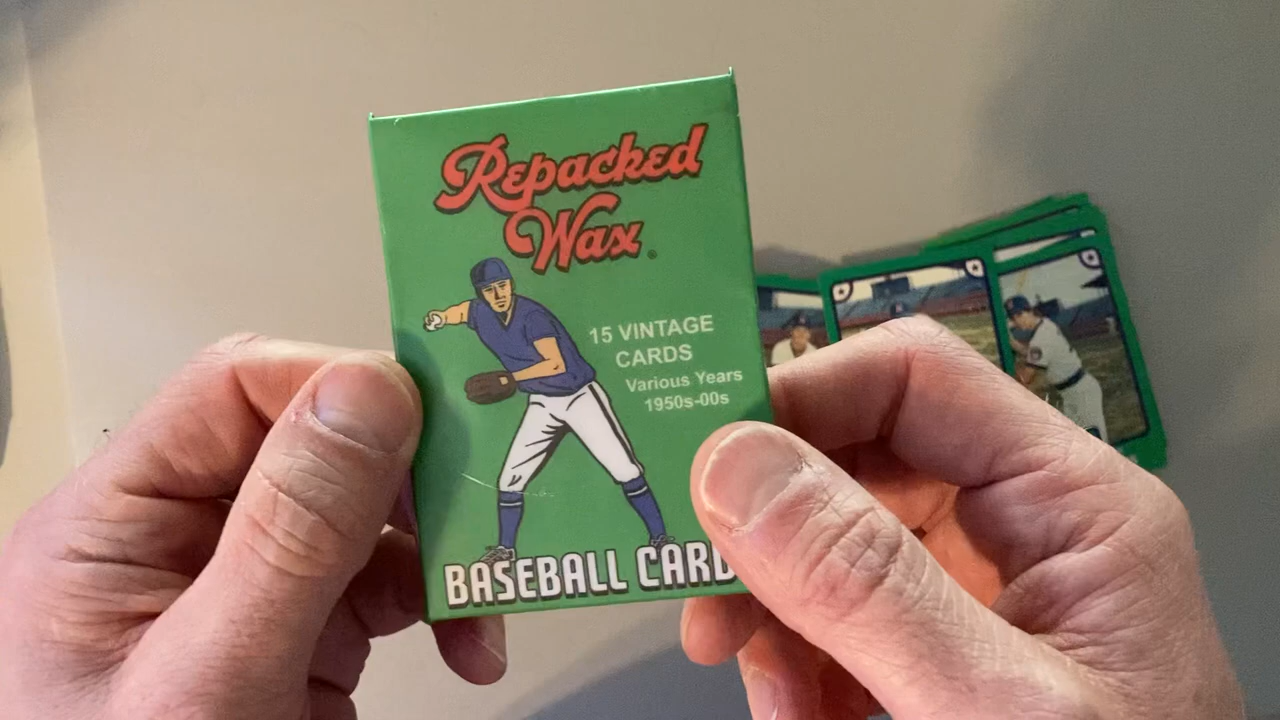 Repacked
Wax®
15 VINTAGE
CARDS
Various Years
1950s-00s
BASEBALL CARD